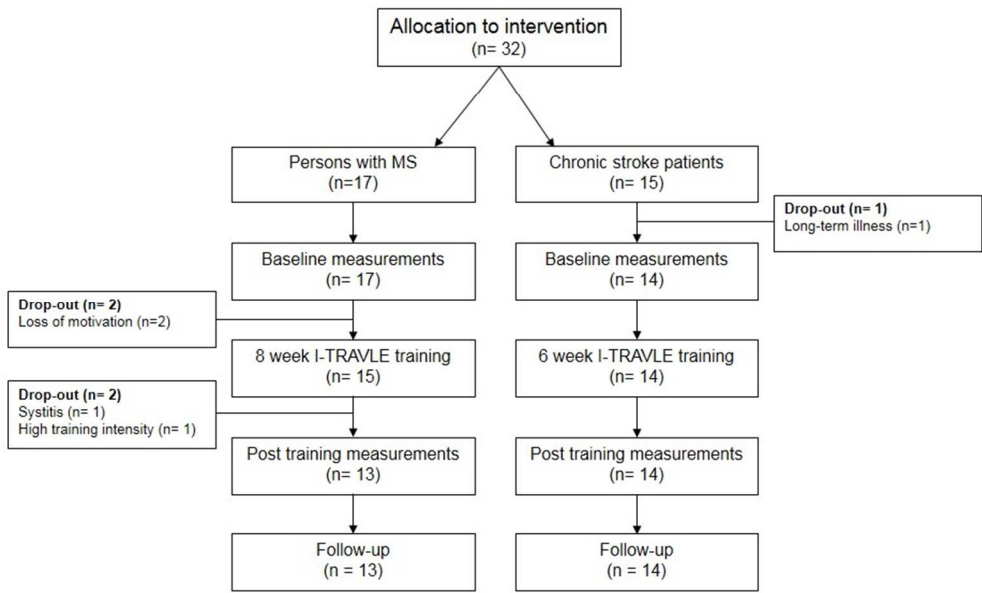 Allocation to intervention
(n= 32)
Persons with MS
(n=17)
Chronic stroke patients
(n= 15)
Drop-out (n= 1)
Long-term illness (n=1)
Baseline measurements
(n= 17)
Baseline measurements
(n= 14)
Drop-out (n= 2)
Loss of motivation (n=2)
8 week I-TRAVLE training
(n= 15)
6 week I-TRAVLE training
(n= 14)
Drop-out (n= 2)
Systitis (n= 1)
High training intensity (n= 1)
Post training measurements
(n= 13)
Post training measurements
(n= 14)
Follow-up
(n = 13)
Follow-up
(n= 14)